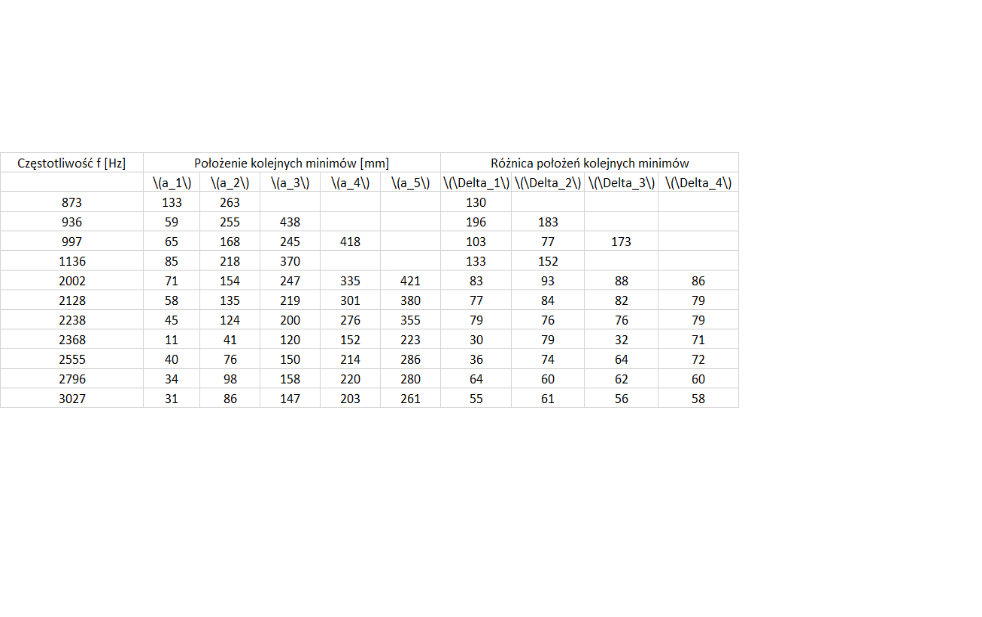 Częstotliwość f [Hz] Położenie kolejnych minimów [mm] Różnica położeń kolejnych minimów
\(a_1\) \(a_2\) \(a_3\) \(a_4\) \(a_5\) \(\Delta_1\) \(\Delta_2\) \(\Delta_3\) \(\Delta_4\)
873 133 263 130
936 59 255 438 196 183
997 65 168 245 418 103 77 173
1136 85 218 370 133 152
2002 71 154 247 335 421 83 93 88 86
2128 58 135 219 301 380 77 84 82 79
2238 45 124 200 276 355 79 76 76 79
2368 11 41 120 152 223 30 79 32 71
2555 40 76 150 214 286 36 74 64 72
2796 34 98 158 220 280 64 60 62 60
3027 31 86 147 203 261 55 61 56 58